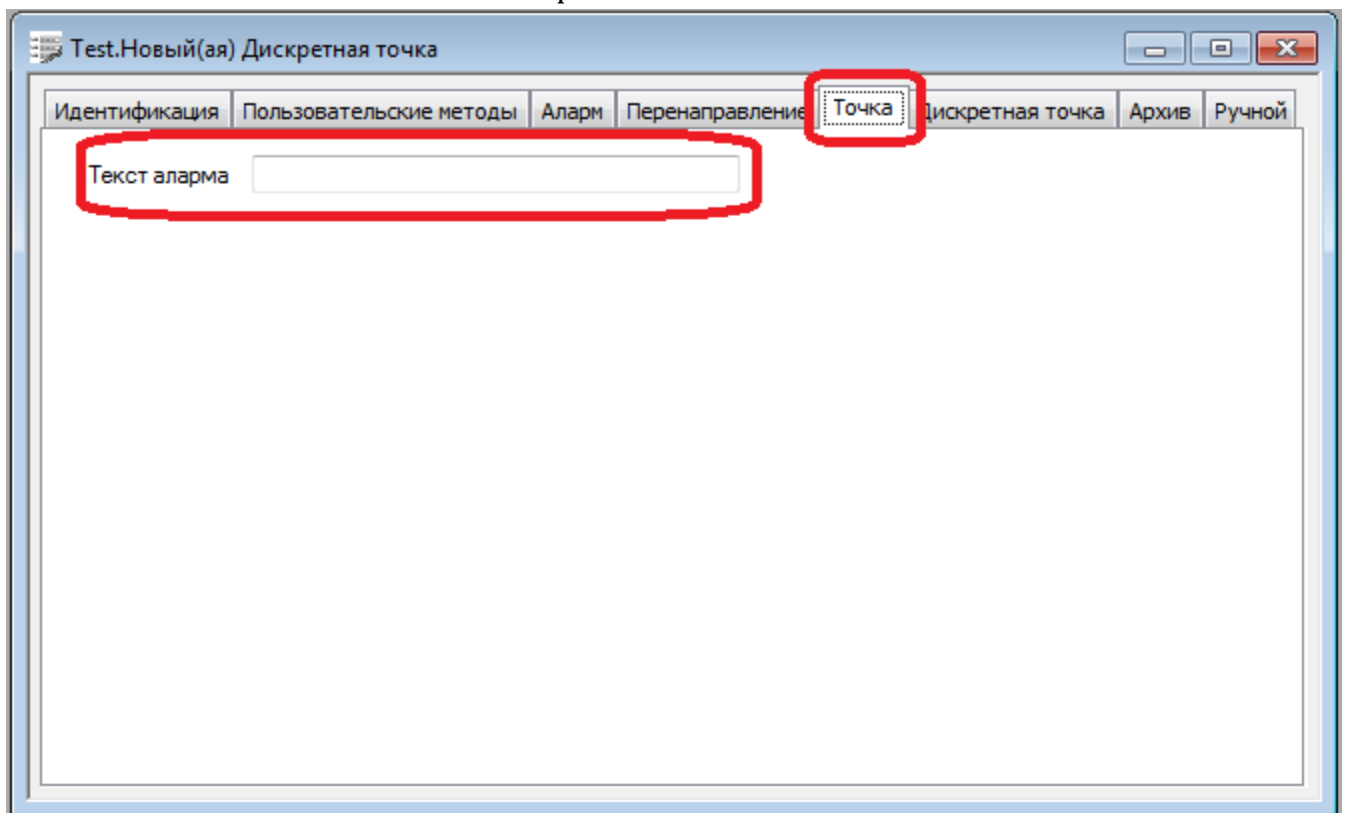 Test.Новый(ая) Дискретная точка
Идентификация Пользовательские методы Аларм Перенаправление Точка Дискретная точка Архив Ручной
Текст аларма